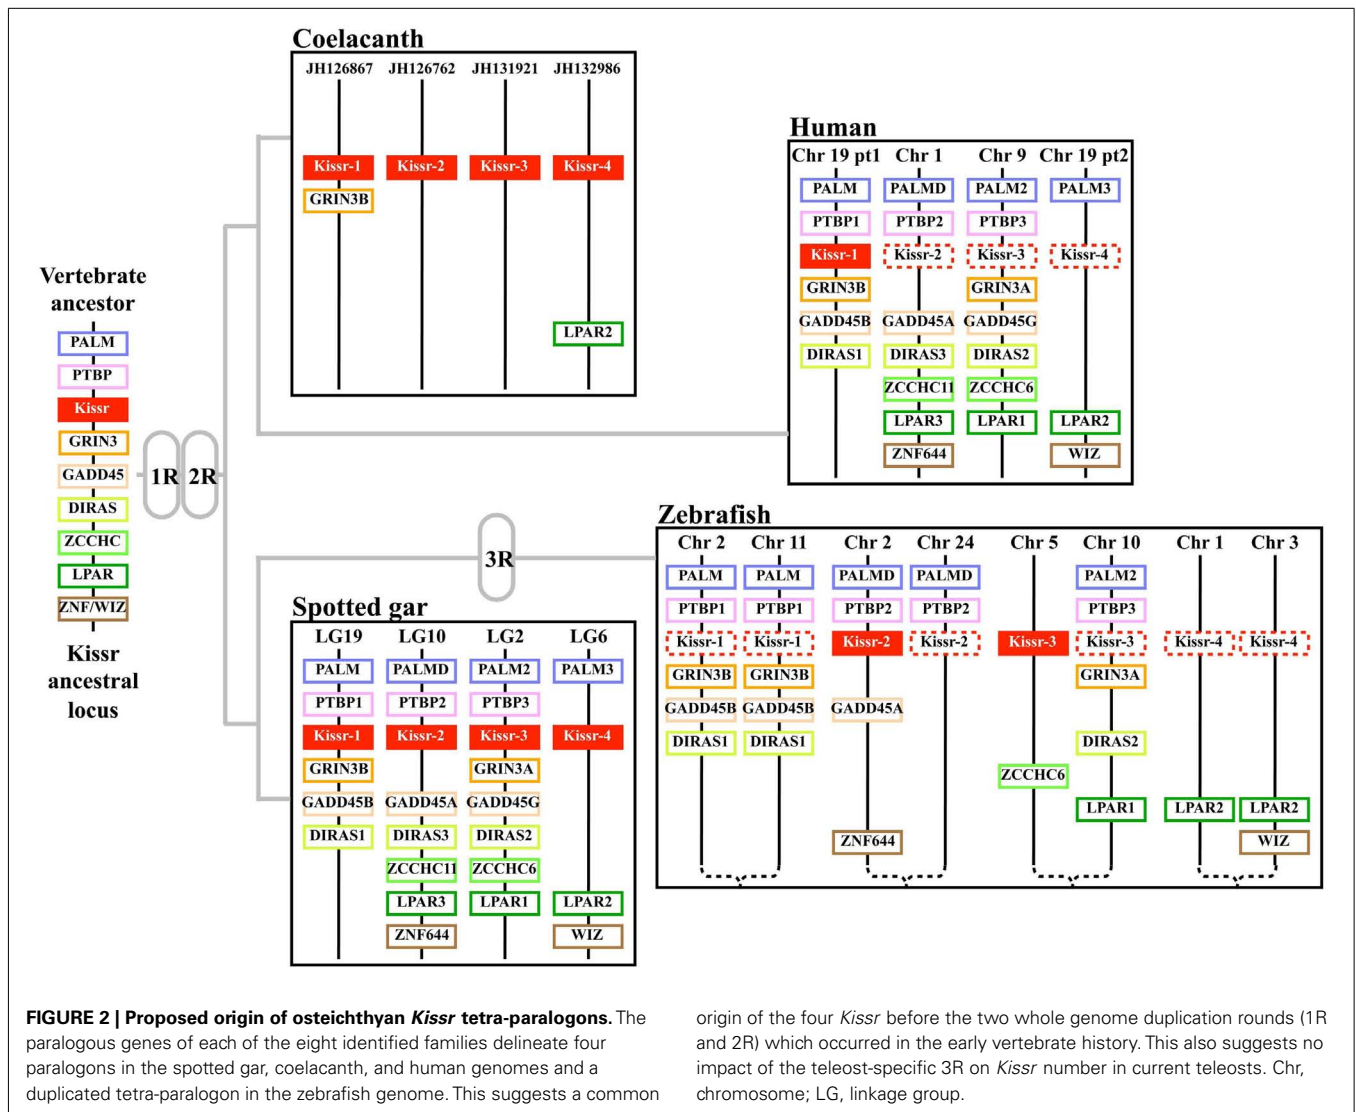 Coelacanth
JH126867 JH126762 JH131921 JH132986
Kissr-1 Kissr-2 Kissr-3 Kissr-4
GRIN3B
LPAR2
Human
Chr 19 pt1 Chr 1 Chr 9 Chr 19 pt2
PALM PALMD PALM2 PALM3
PTBP1 PTBP2 PTBP3
Kissr-1 Kissr-2 Kissr-3 Kissr-4
GRIN3B GRIN3A
GADD45B GADD45A GADD45G
DIRAS1 DIRAS3 DIRAS2
ZCCHC11 ZCCHC6
LPAR3 LPAR1 LPAR2
ZNF644 WIZ
Vertebrate
ancestor
PALM
PTBP
Kissr
GRIN3
GADD45
DIRAS
ZCCHC
LPAR
ZNF/WIZ
Kissr
ancestral
locus
1R 2R
3R
Zebrafish
Chr 2 Chr 11 Chr 2 Chr 24 Chr 5 Chr 10 Chr 1 Chr 3
PALM PALM PALMD PALMD PALM2
PTBP1 PTBP1 PTBP2 PTBP2 PTBP3
Kissr-1 Kissr-1 Kissr-2 Kissr-2 Kissr-3 Kissr-3 Kissr-4 Kissr-4
GRIN3B GRIN3B GRIN3A
GADD45B GADD45B GADD45A
DIRAS1 DIRAS1 DIRAS2
ZCCHC6
LPAR1 LPAR2 LPAR2
ZNF644 WIZ
Spotted gar
LG19 LG10 LG2 LG6
PALM PALMD PALM2 PALM3
PTBP1 PTBP2 PTBP3
Kissr-1 Kissr-2 Kissr-3 Kissr-4
GRIN3B GRIN3A
GADD45B GADD45A GADD45G
DIRAS1 DIRAS3 DIRAS2
ZCCHC11 ZCCHC6
LPAR3 LPAR1 LPAR2
ZNF644 WIZ
FIGURE 2 | Proposed origin of osteichthyan Kissr tetra-paralogons. The
paralogous genes of each of the eight identified families delineate four
paralogons in the spotted gar, coelacanth, and human genomes and a
duplicated tetra-paralogon in the zebrafish genome. This suggests a common
origin of the four Kissr before the two whole genome duplication rounds (1R
and 2R) which occurred in the early vertebrate history. This also suggests no
impact of the teleost-specific 3R on Kissr number in current teleosts. Chr,
chromosome; LG, linkage group.